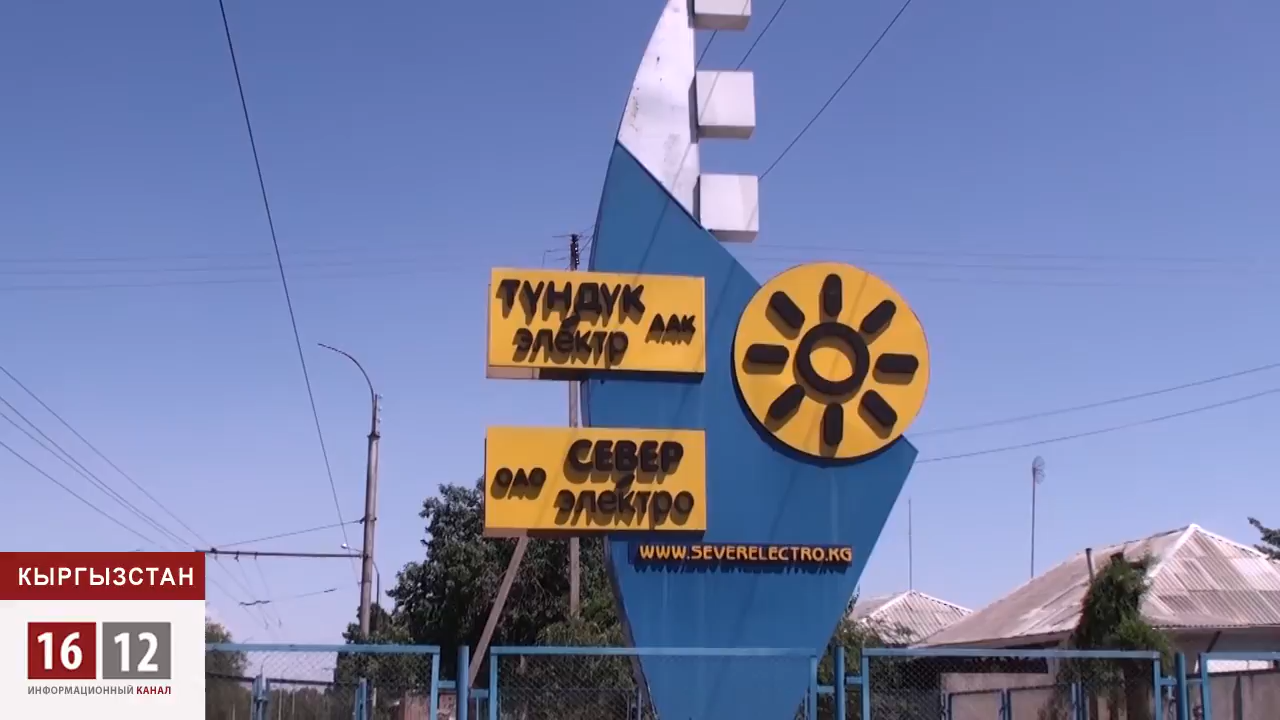 ТҮНДҮК
электр ААК
СЕВЕР
ОАО электро
WWW.SEVERELECTRO.KG
КЫРГЫЗСТАН
16 12
ИНФОРМАЦИОННЫЙ КАНАЛ